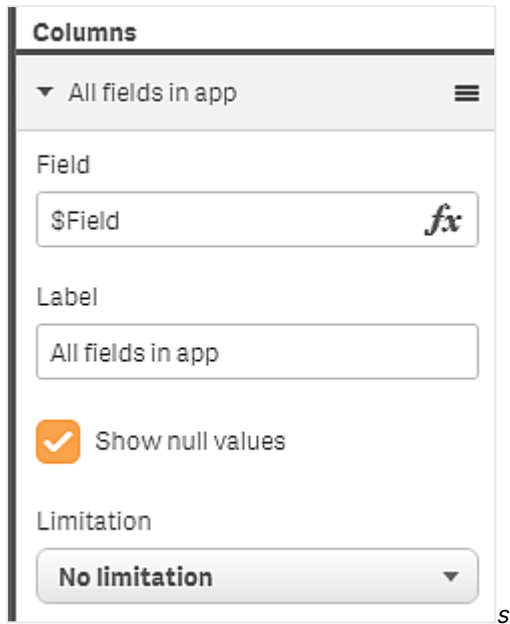 Columns
All fields in app
Field
$Field fx
Label
All fields in app
Show null values
Limitation
No limitation
s